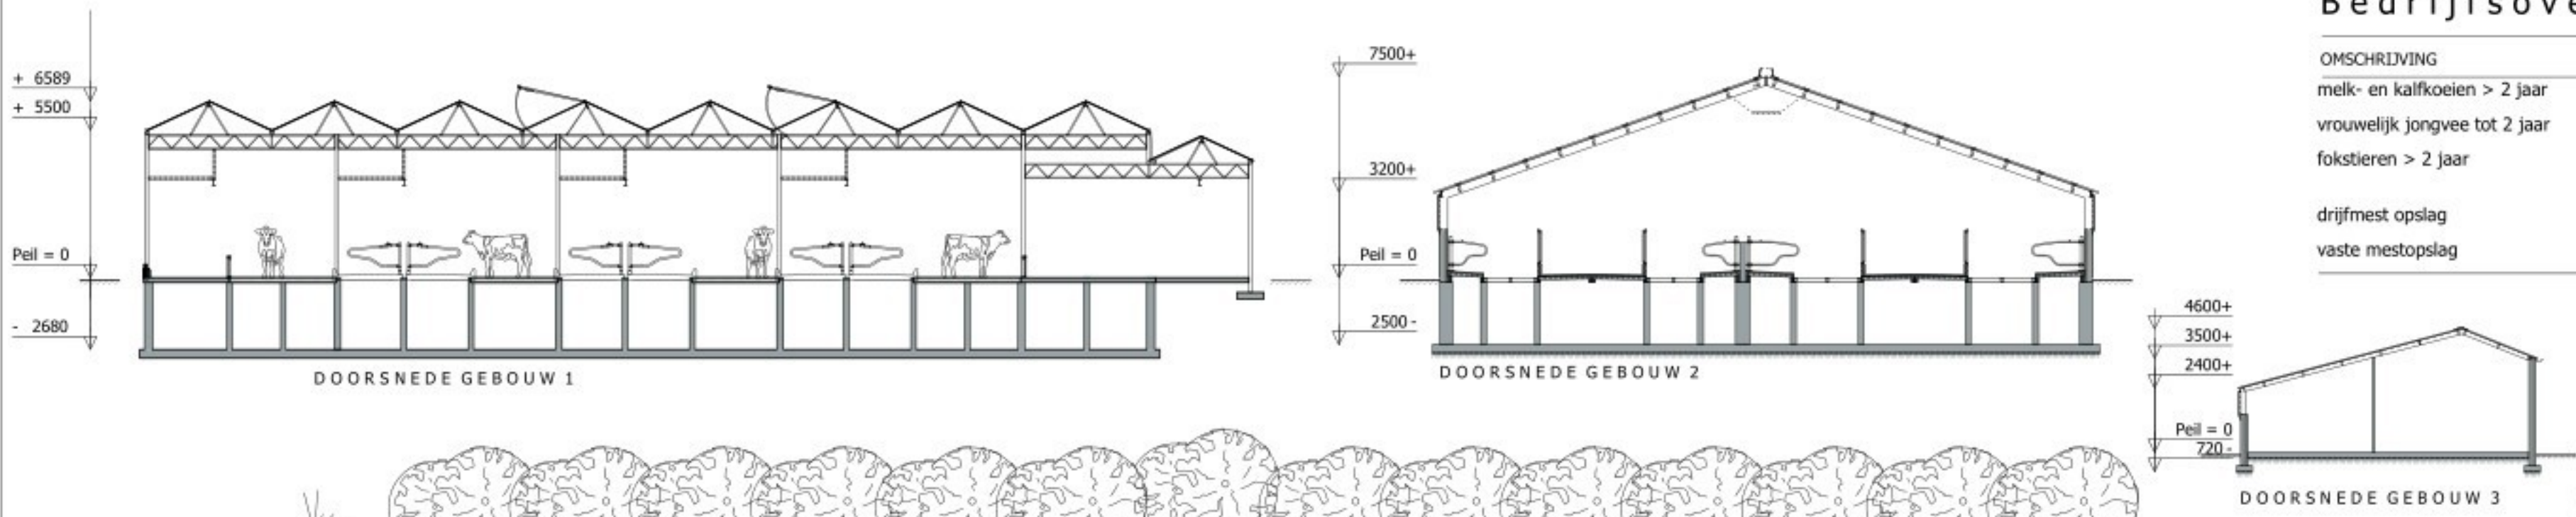 + 6589
+ 5500
Peil = 0
- 2680
DOORSNEDE GEBOUW 1
7500+
3200+
Peil = 0
2500 -
DOORSNEDE GEBOUW 2
OMSCHRIJVING
melk- en kalfkoeien > 2 jaar
vrouwelijk jongvee tot 2 jaar
fokstieren > 2 jaar
drijfmest opslag
vaste mestopslag
4600+
3500+
2400+
Peil = 0
720 -
DOORSNEDE GEBOUW 3